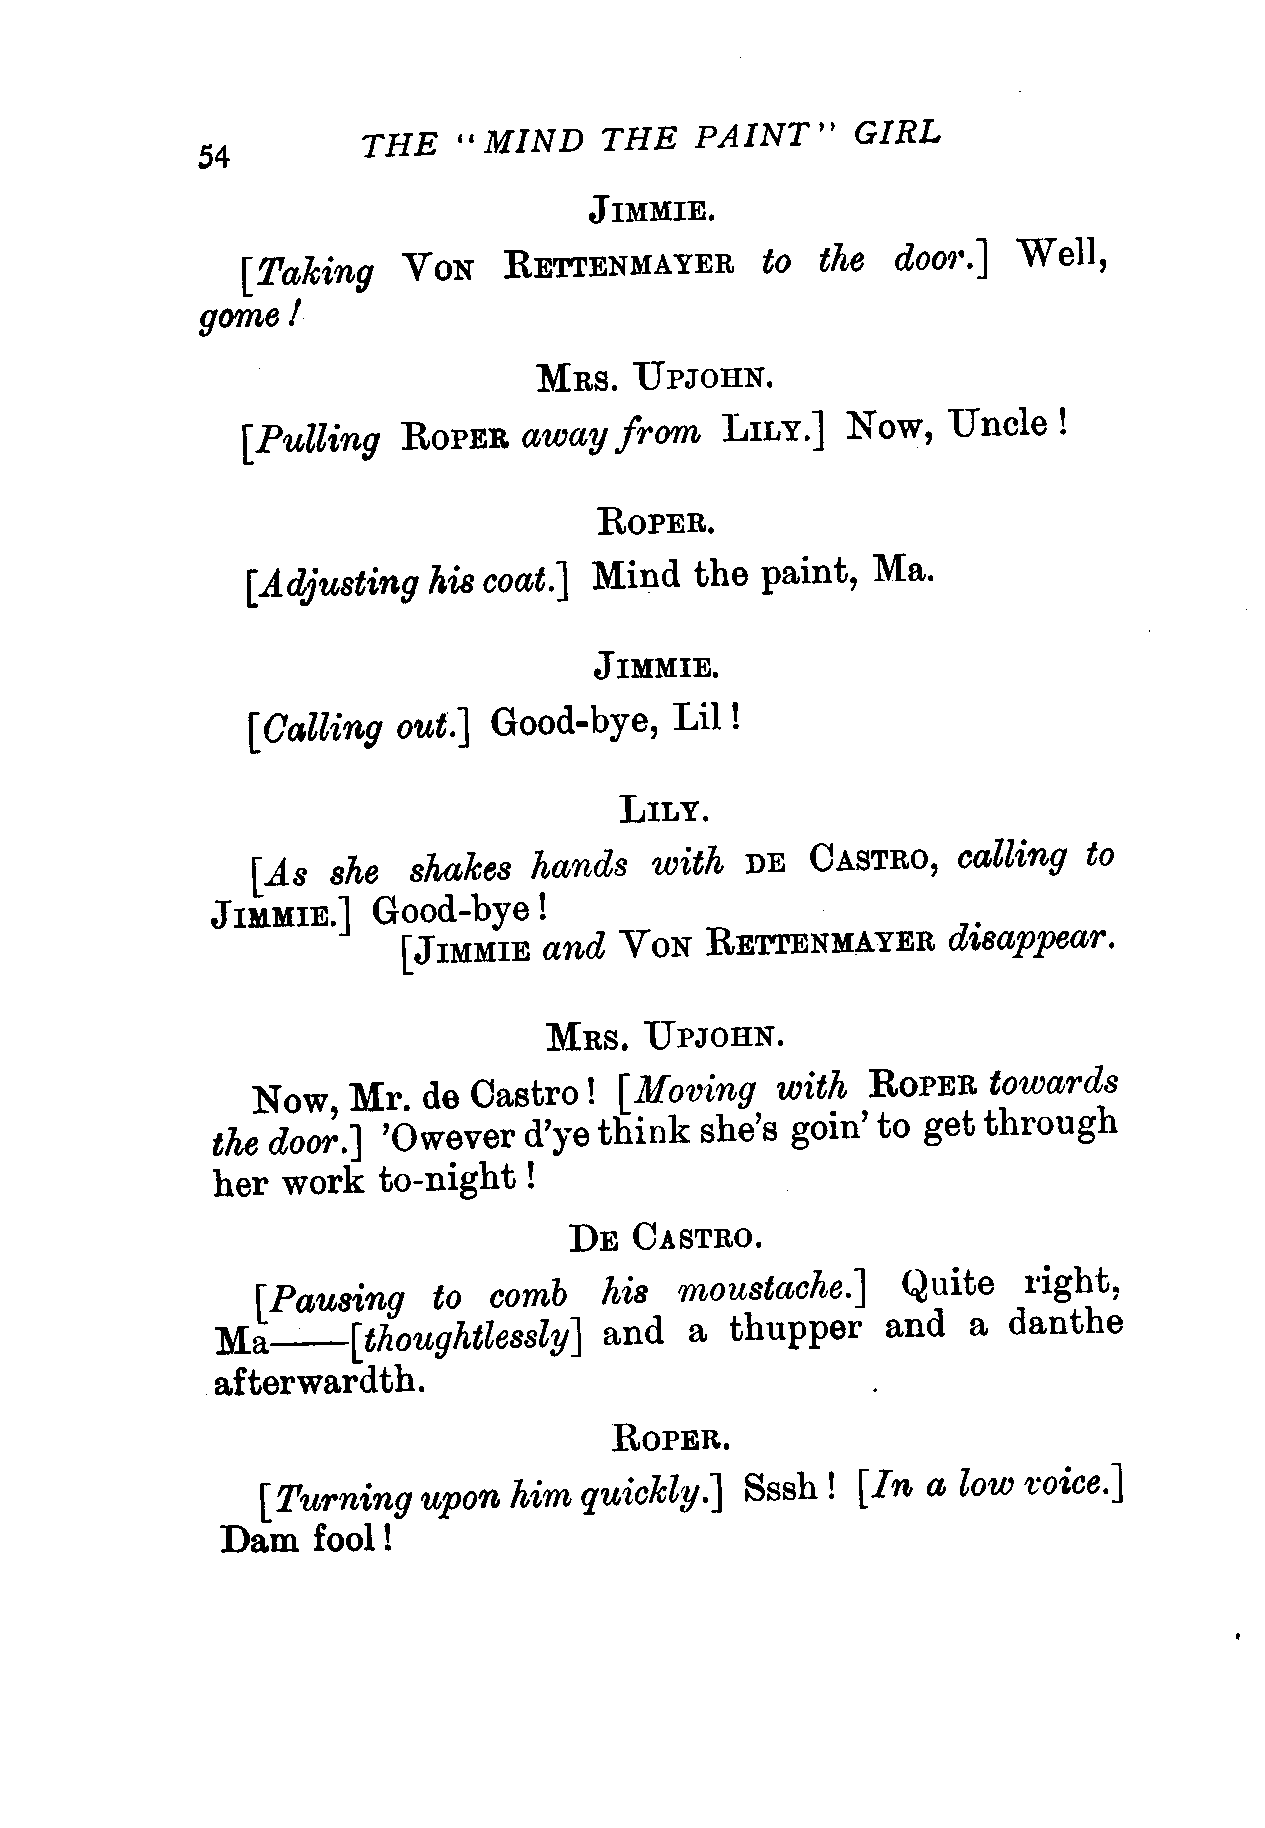 54 THE "MIND THE PAINT" GIRL
JIMMIE.
[Taking VON RETTENMAYER to the door.] Well,
gome!
MRS. UPJOHN.
[Pulling ROPER away from LILY.] Now, Uncle!
ROPER.
[Adjusting his coat.] Mind the paint, Ma.
JIMMIE.
[Calling out.] Good-bye, Lil!
LILY.
[As she shakes hands with DE CASTRO, calling to
JIMMIE.] Good-bye!
[JIMMIE and VON RETTENMAYER disappear.
MRS. UPJOHN.
Now, Mr. de Castro! [Moving with ROPER towards
the door.] 'Owever d'ye think she's goin' to get through
her work to-night!
DE CASTRO.
[Pausing to comb his moustache.] Quite right,
Ma——[thoughtlessly] and a thupper and a danthe
afterwardth.
ROPER.
[Turning upon him quickly.] Sssh! [In a low voice.]
Dam fool!